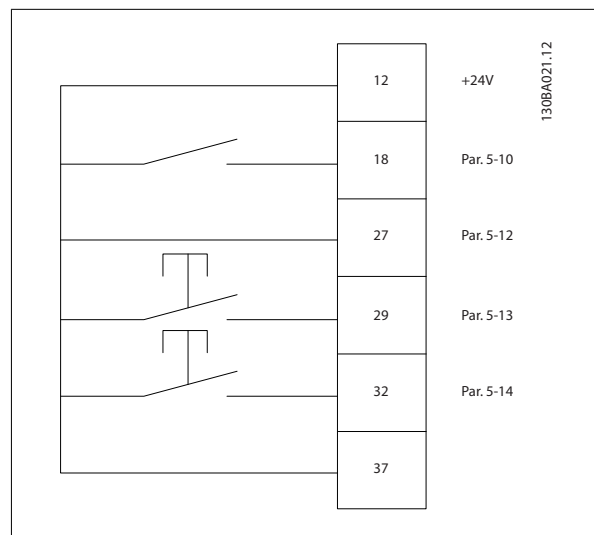 12 +24V
18 Par. 5-10
27 Par. 5-12
29 Par. 5-13
32 Par. 5-14
37
130BA021.12